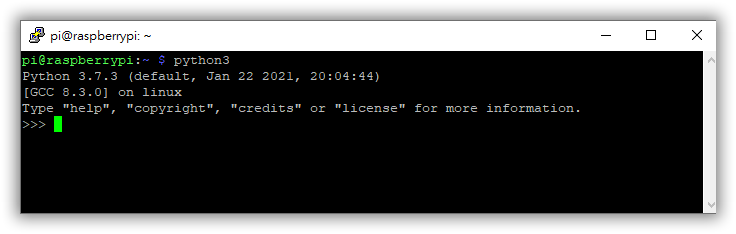 pi@raspberrypi: ~
pi@raspberrypi:~ $ python3
Python 3.7.3 (default, Jan 22 2021, 20:04:44)
[GCC 8.3.0] on linux
Type "help", "copyright", "credits" or "license" for more information.
>>>